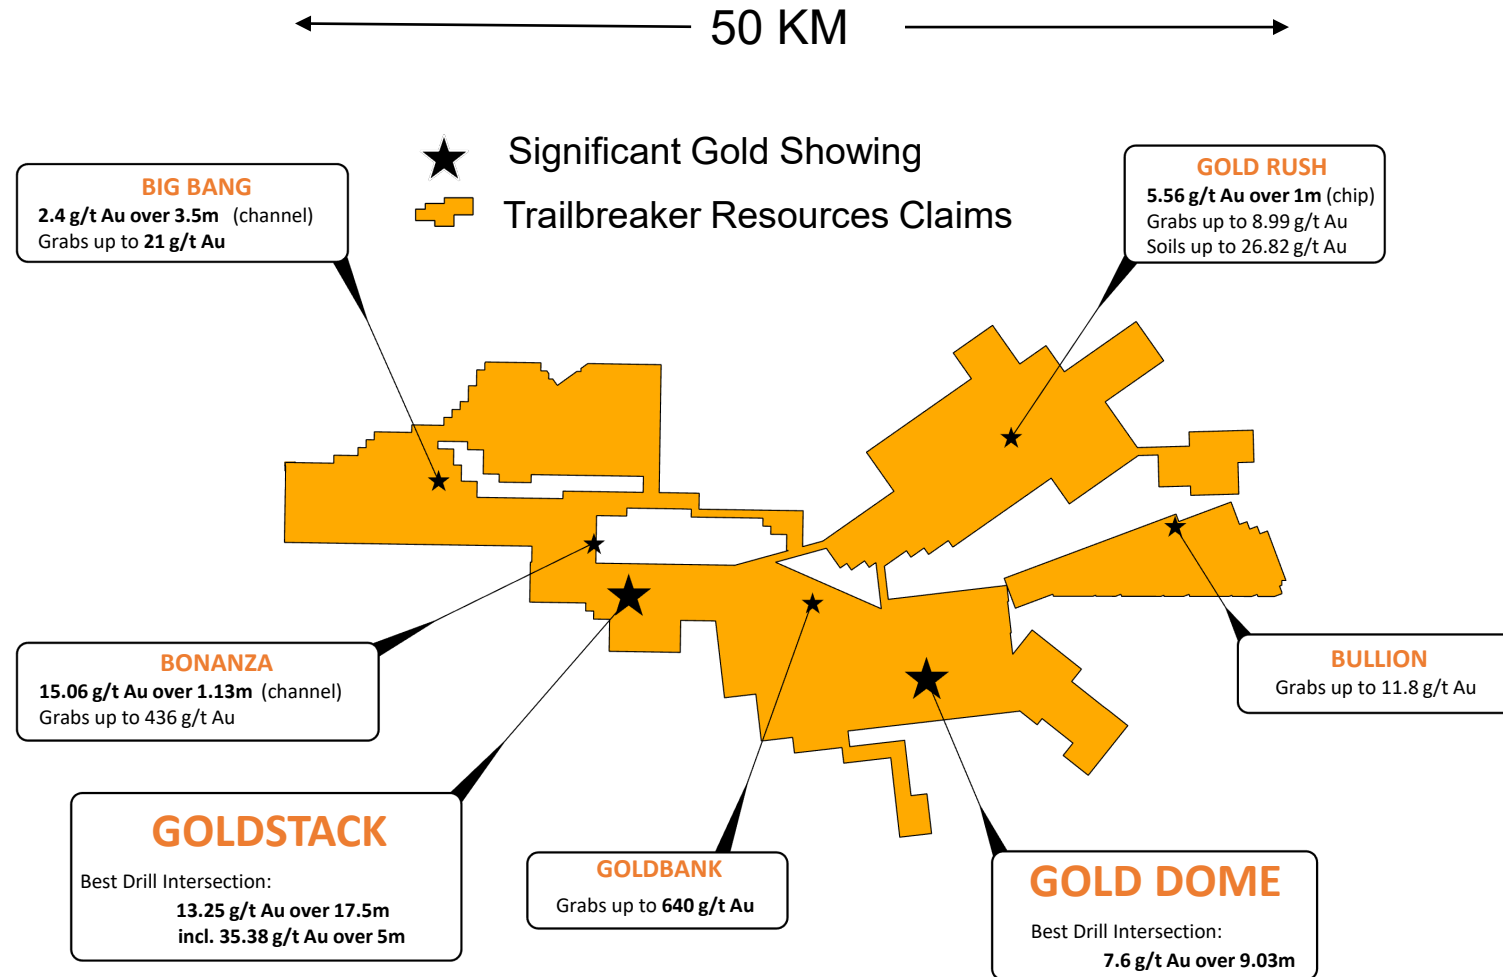 50 KM
Significant Gold Showing
Trailbreaker Resources Claims
BIG BANG
2.4 g/t Au over 3.5m (channel)
Grabs up to 21 g/t Au
GOLD RUSH
5.56 g/t Au over 1m (chip)
Grabs up to 8.99 g/t Au
Soils up to 26.82 g/t Au
BONANZA
15.06 g/t Au over 1.13m (channel)
Grabs up to 436 g/t Au
BULLION
Grabs up to 11.8 g/t Au
GOLDSTACK
Best Drill Intersection:
13.25 g/t Au over 17.5m
incl. 35.38 g/t Au over 5m
GOLDBANK
Grabs up to 640 g/t Au
GOLD DOME
Best Drill Intersection:
7.6 g/t Au over 9.03m